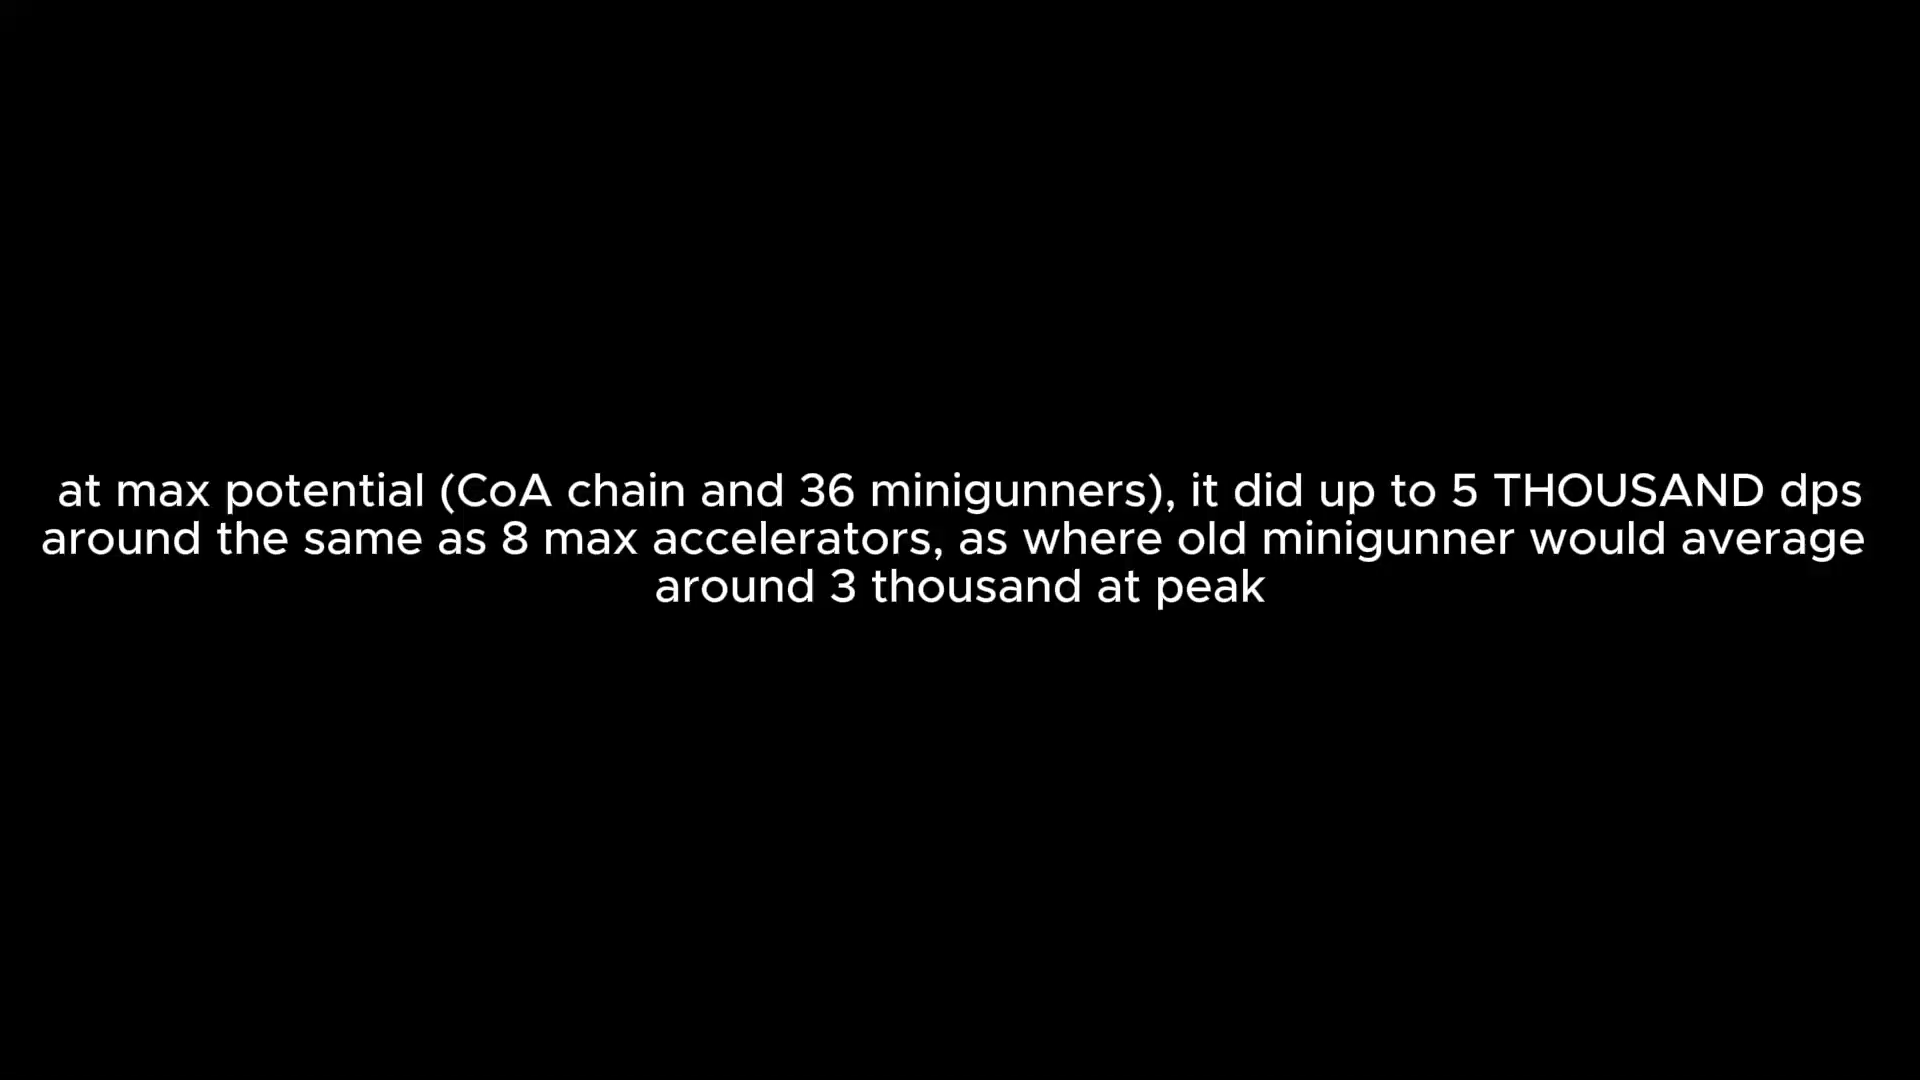 at max potential (CoA chain and 36 minigunners), it did up to 5 THOUSAND dps
around the same as 8 max accelerators, as where old minigunner would average
around 3 thousand at peak